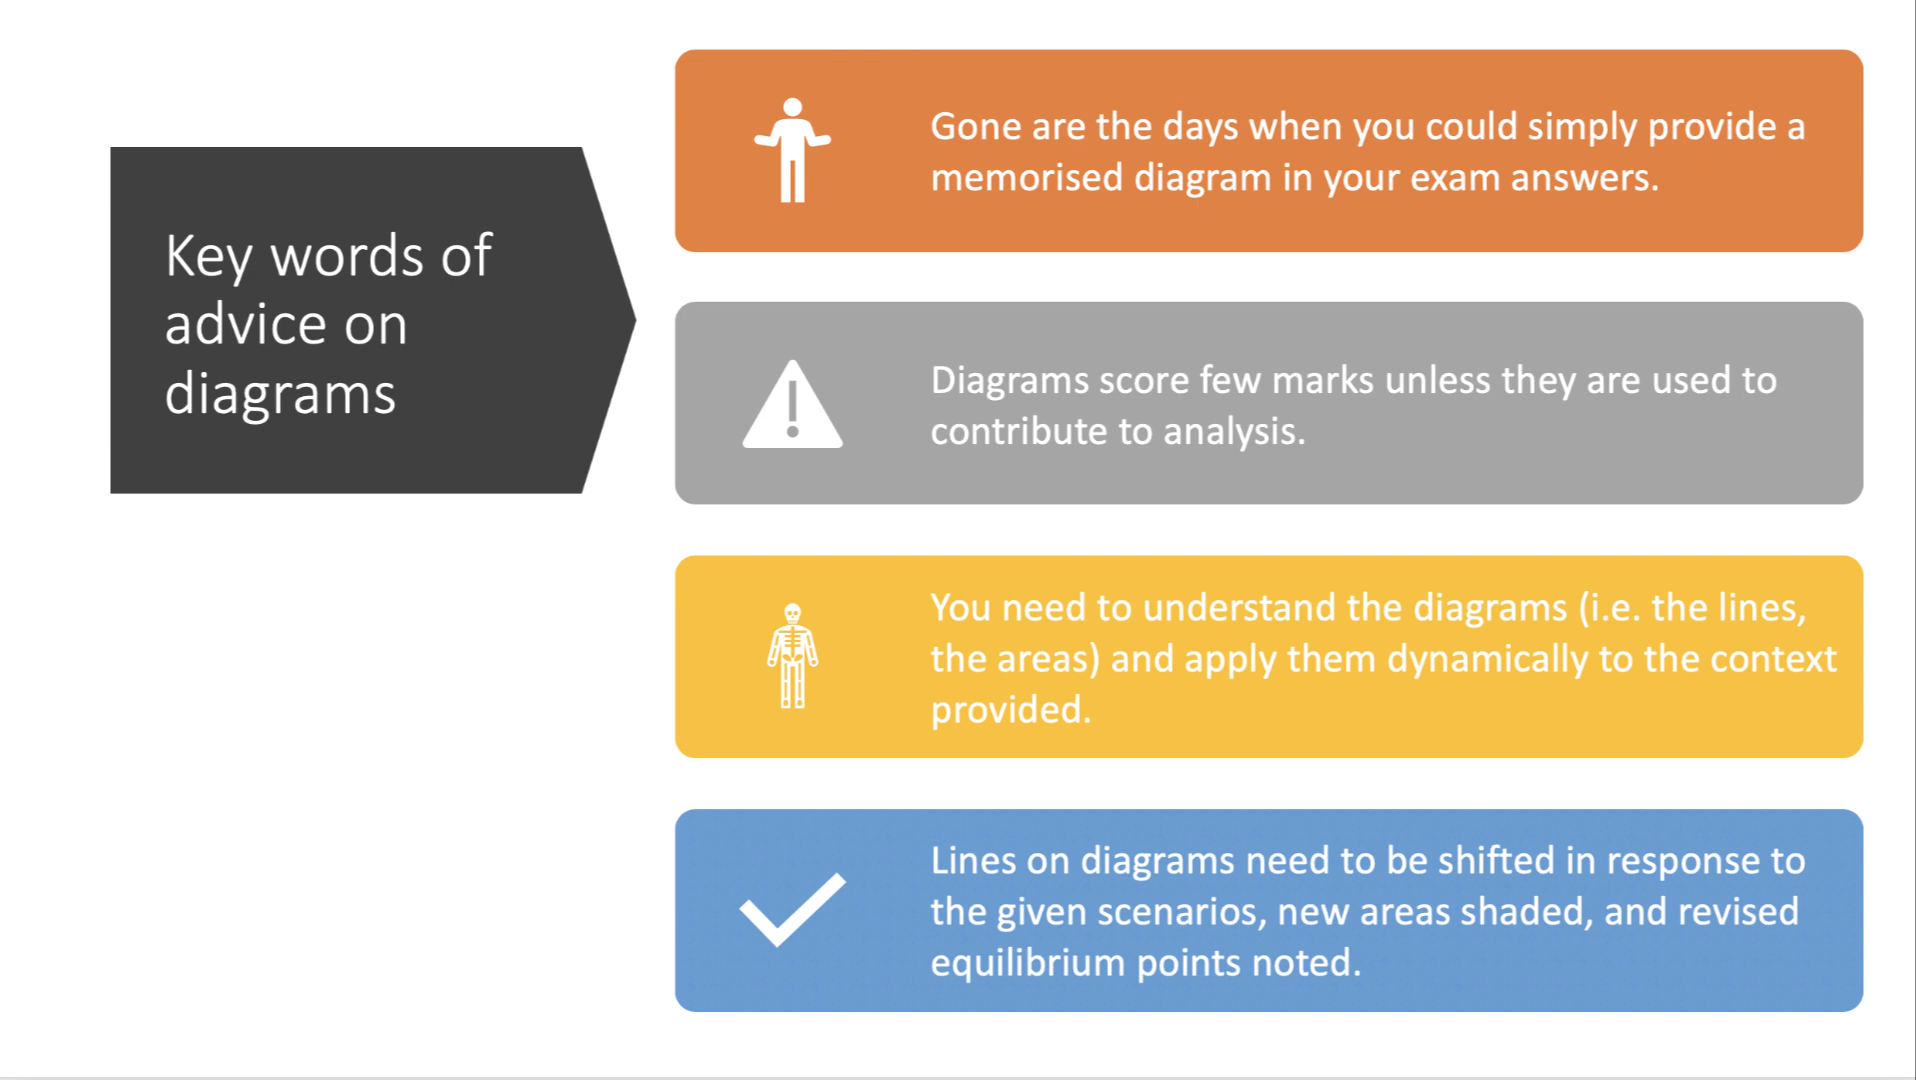 Key words of
advice on
diagrams
Gone are the days when you could simply provide a
memorised diagram in your exam answers.
Diagrams score few marks unless they are used to
contribute to analysis.
You need to understand the diagrams (i.e. the lines,
the areas) and apply them dynamically to the context
provided.
Lines on diagrams need to be shifted in response to
the given scenarios, new areas shaded, and revised
equilibrium points noted.